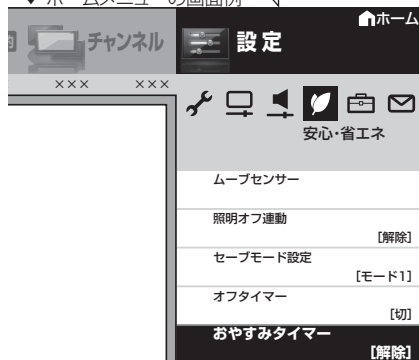 ホームメニューの画面例
チャンネル
設定
ホーム
××× ×××
安心・省エネ
ムーブセンサー
照明オフ連動
[解除]
セーブモード設定
[モード1]
オフタイマー
[切]
おやすみタイマー
[解除]